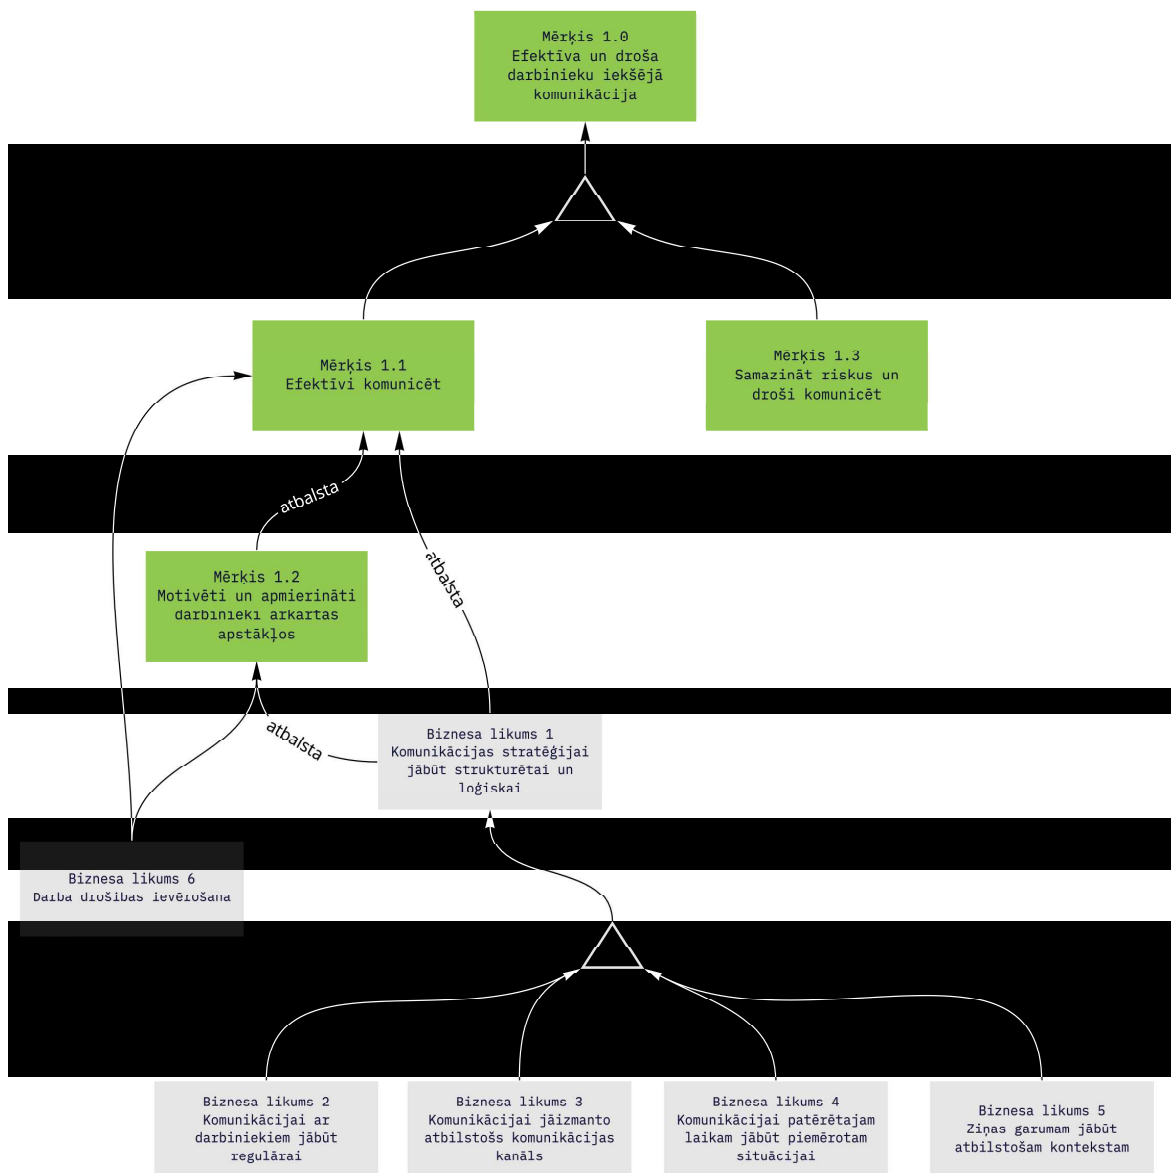 Mērķis 1.0
Efektīva un droša
darbinieku iekšējā
komunikācija
Mērķis 1.1
Efektīvi komunicēt
Mērķis 1.3
Samazināt riskus un
droši komunicēt
atbalsta
atbalsta
Mērķis 1.2
Motivēti un apmierināti
darbinieki arkartas
apstākļos
atbalsta
Biznesa likums 1
Komunikācijas stratēģijai
jābūt strukturētai un
loģiskai
Biznesa likums 6
Darba drošības ievērošana
Biznesa likums 2
Komunikācijai ar
darbiniekiem jābūt
regulārai
Biznesa likums 3
Komunikācijai jāizmanto
atbilstošs komunikācijas
kanāls
Biznesa likums 4
Komunikācijai patērētajam
laikam jābūt piemērotam
situācijai
Biznesa likums 5
Ziņas garumam jābūt
atbilstošam kontekstam